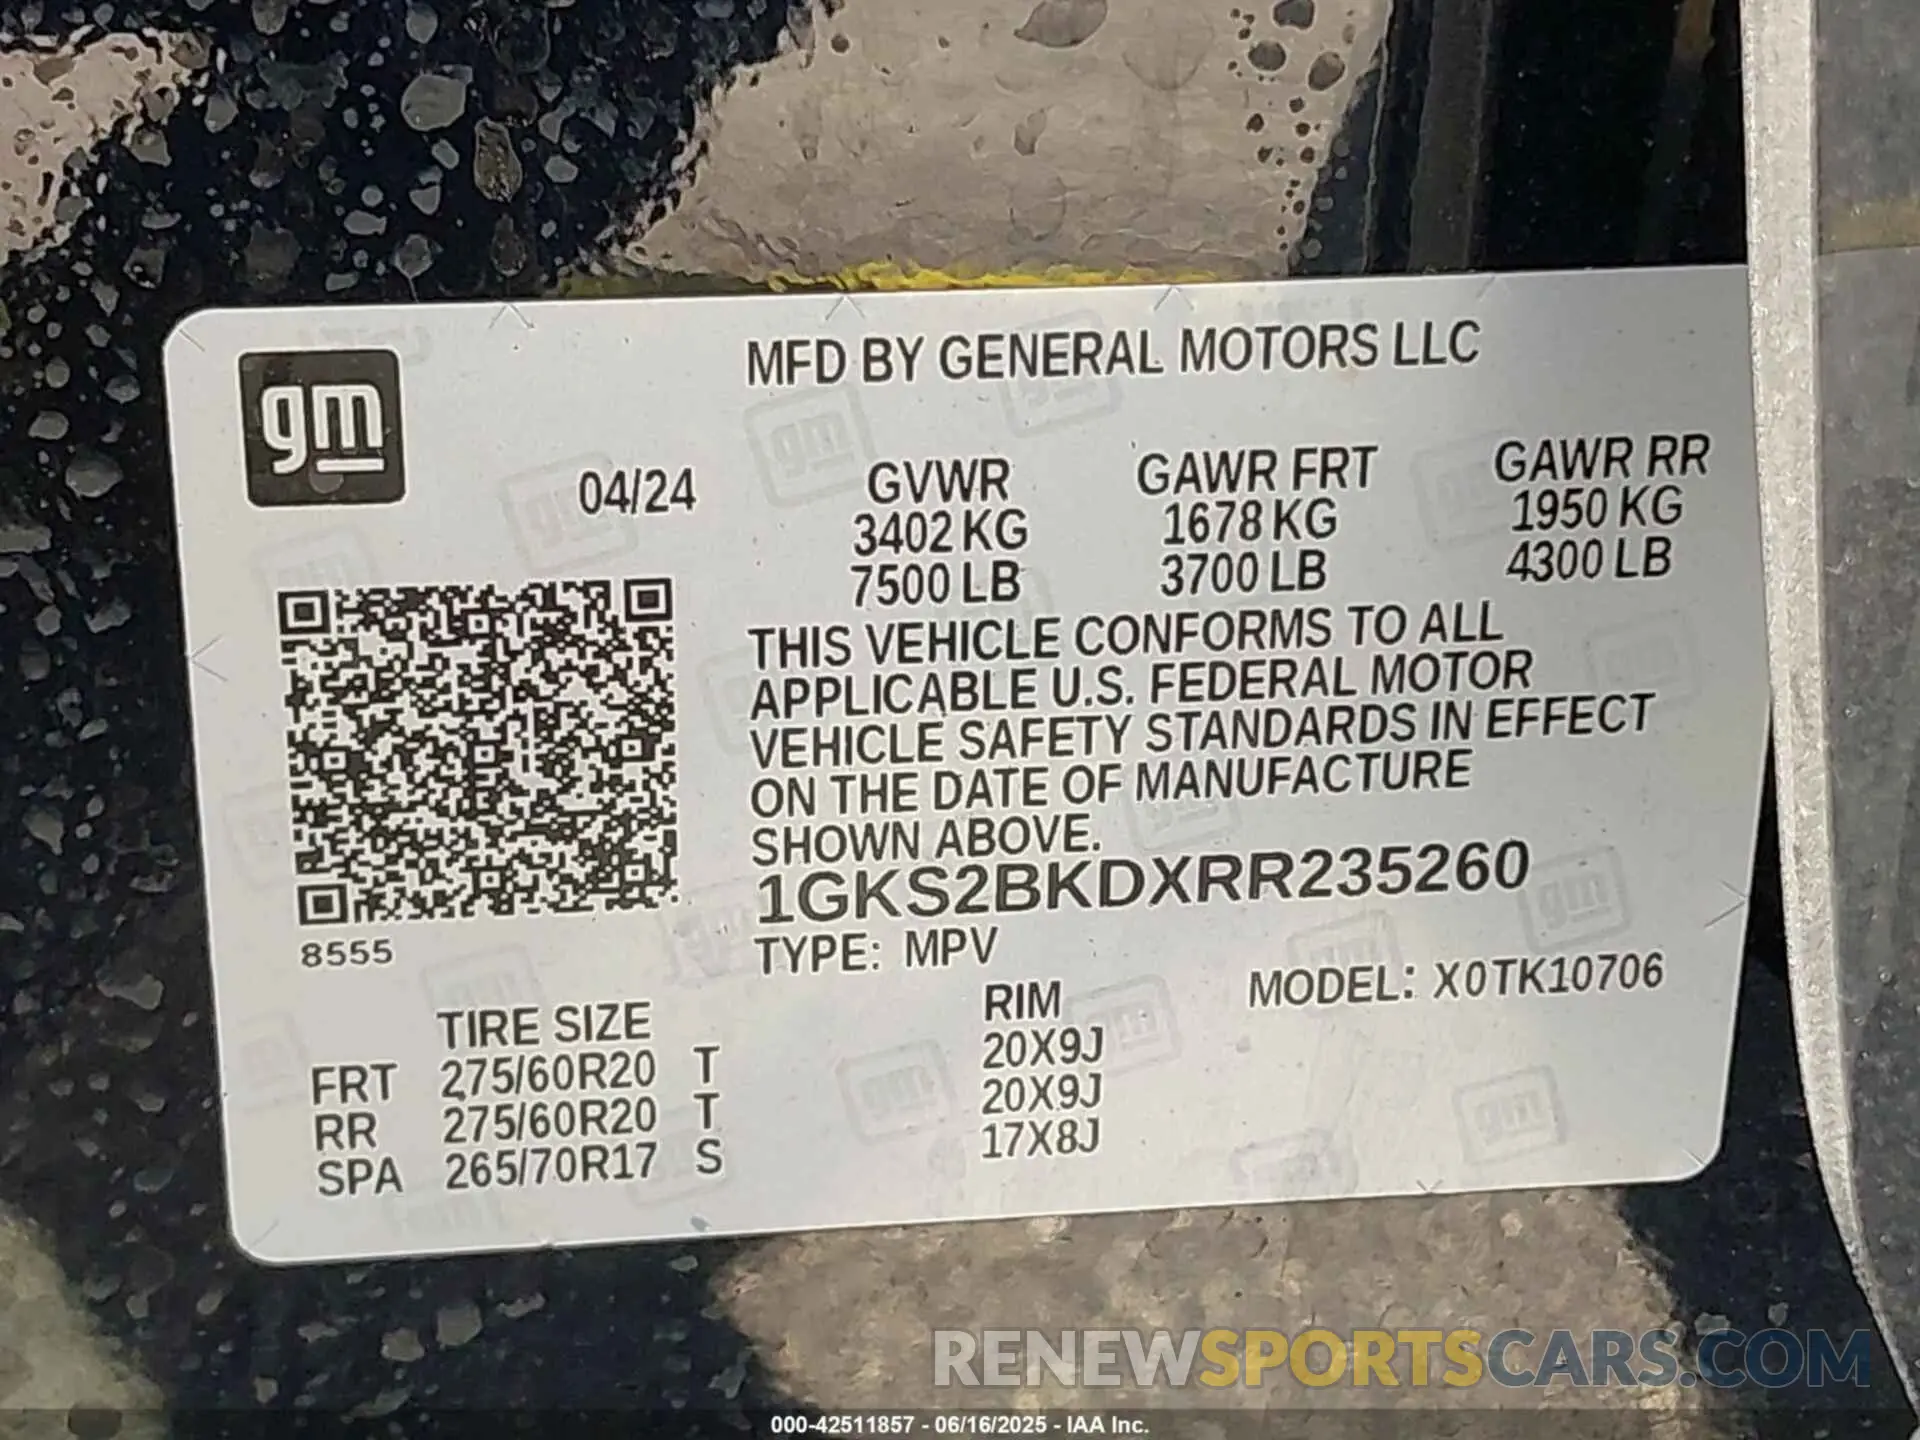 MFD BY GENERAL MOTORS LLC
gm
04/24 GVWR GAWR FRT GAWR RR
3402 KG 1678 KG 1950 KG
7500 LB 3700 LB 4300 LB
THIS VEHICLE CONFORMS TO ALL
APPLICABLE U.S. FEDERAL MOTOR
VEHICLE SAFETY STANDARDS IN EFFECT
ON THE DATE OF MANUFACTURE
SHOWN ABOVE.
1GKS2BKDXRR235260
8555
TYPE: MPV
MODEL: X0TK10706
TIRE SIZE RIM
FRT 275/60R20 T 20X9J
RR 275/60R20 T 20X9J
SPA 265/70R17 S 17X8J
RENEWSPORTSCARS.COM
000-42511857 - 06/16/2025 - IAA Inc.